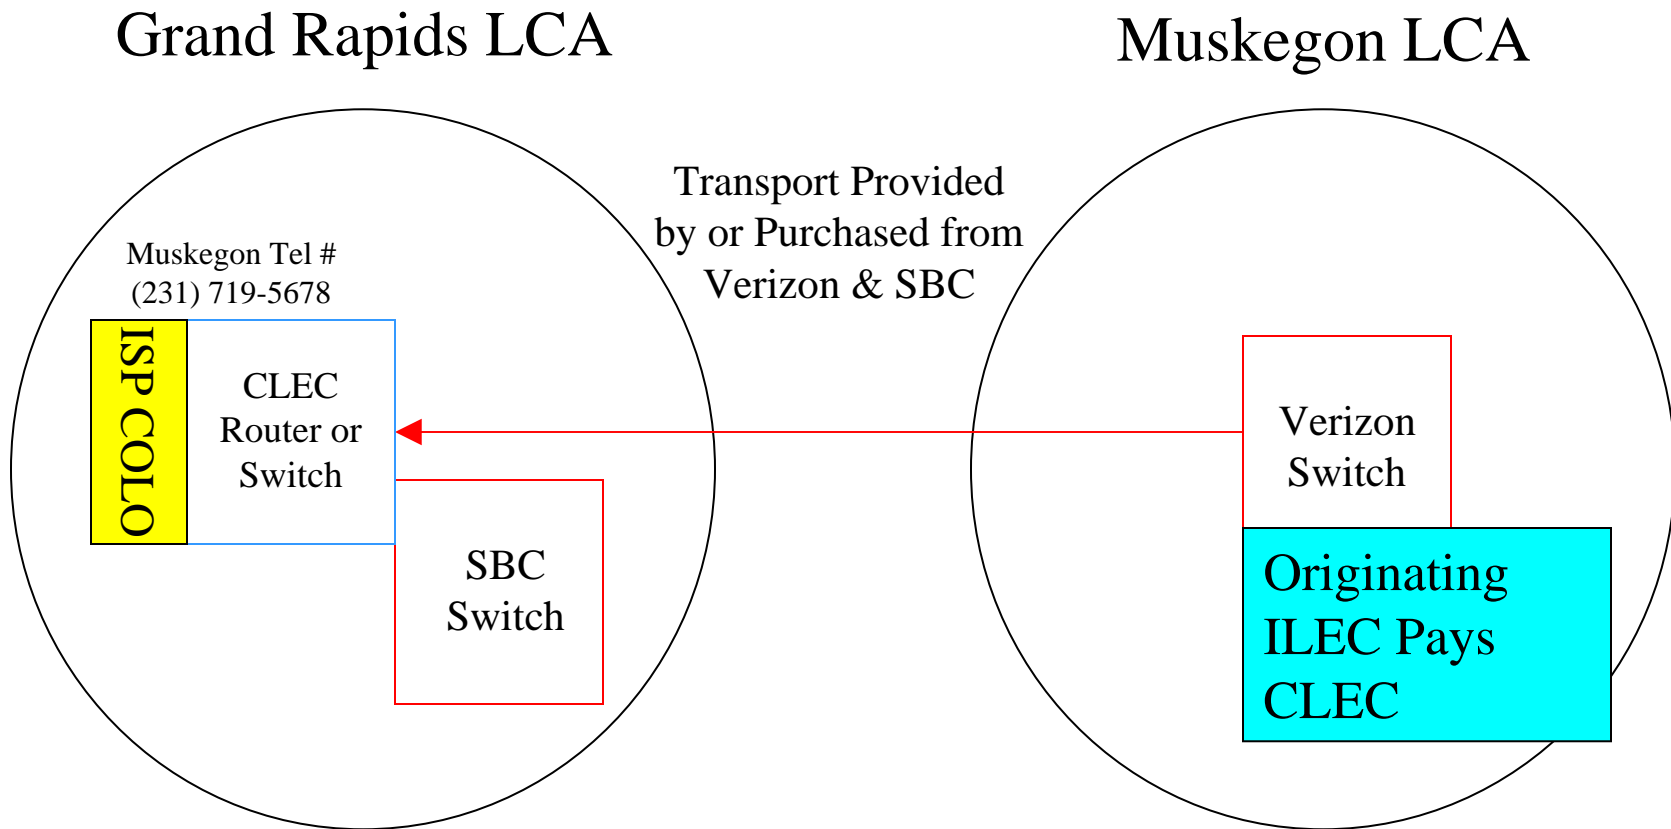 Grand Rapids LCA
Muskegon LCA
Transport Provided
by or Purchased from
Verizon & SBC
Muskegon Tel #
(231) 719-5678
ISP COLO
CLEC
Router or
Switch
SBC
Switch
Verizon
Switch
Originating
ILEC Pays
CLEC